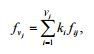 f_{v_j} = \sum_{i=1}^{v_j} k_i f_{ij},